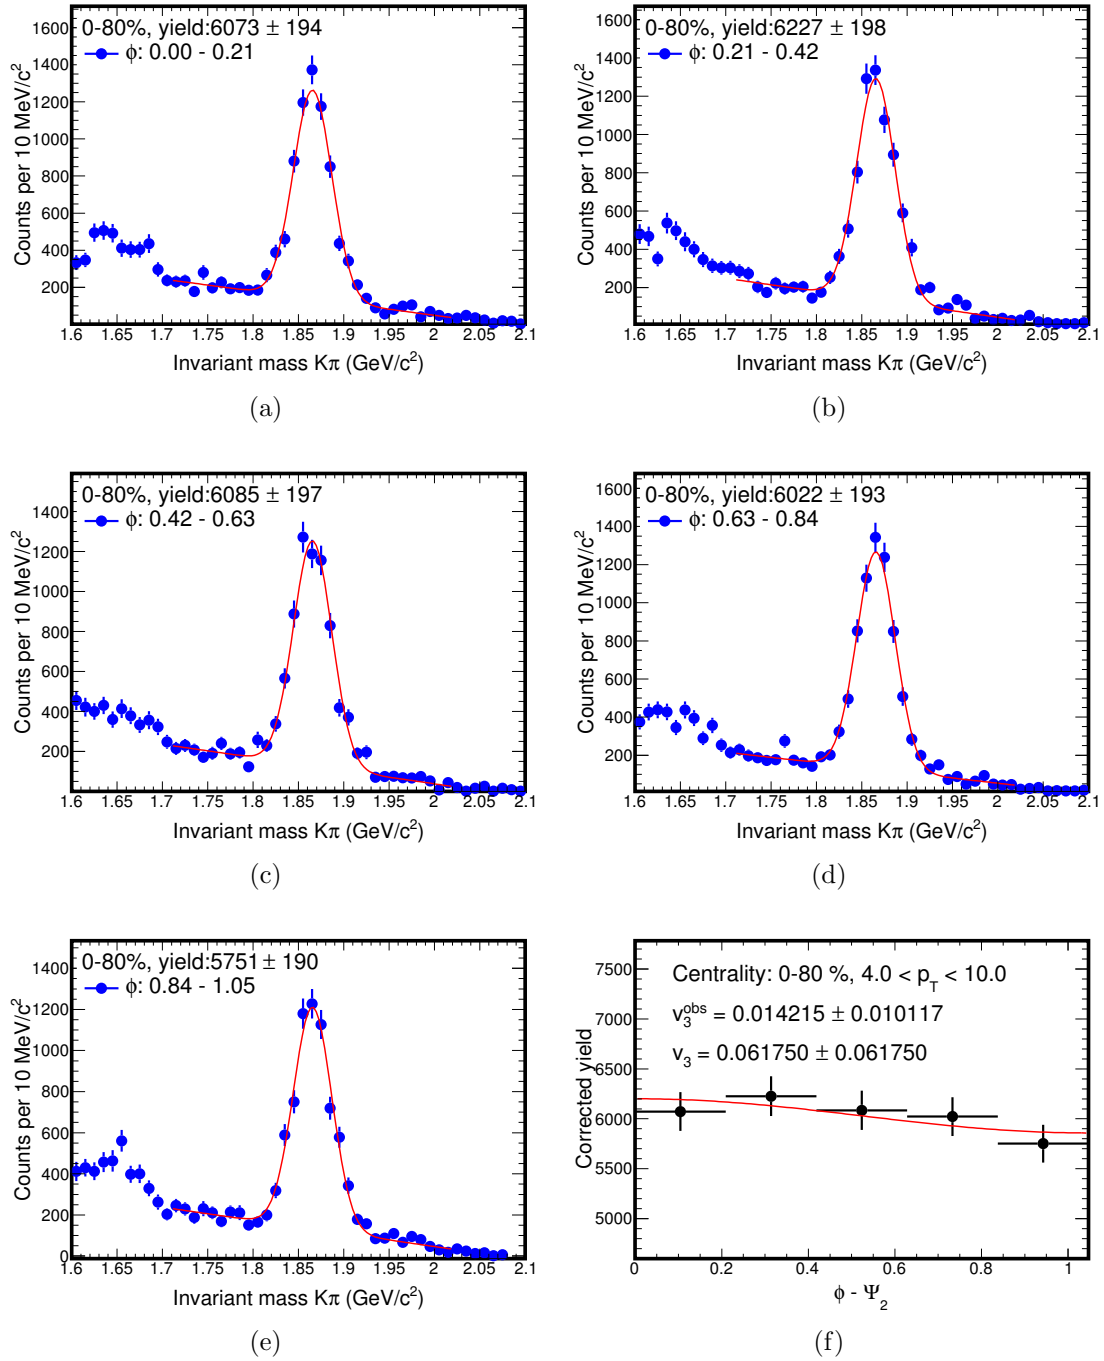 0-80%, yield:6073 ± 194
ϕ: 0.00 - 0.21
Counts per 10 MeV/c²
1600
1400
1200
1000
800
600
400
200
1.6 1.65 1.7 1.75 1.8 1.85 1.9 1.95 2 2.05 2.1
Invariant mass Kπ (GeV/c²)
(a)
0-80%, yield:6227 ± 198
ϕ: 0.21 - 0.42
Counts per 10 MeV/c²
1600
1400
1200
1000
800
600
400
200
1.6 1.65 1.7 1.75 1.8 1.85 1.9 1.95 2 2.05 2.1
Invariant mass Kπ (GeV/c²)
(b)
0-80%, yield:6085 ± 197
ϕ: 0.42 - 0.63
Counts per 10 MeV/c²
1400
1200
1000
800
600
400
200
1.6 1.65 1.7 1.75 1.8 1.85 1.9 1.95 2 2.05 2.1
Invariant mass Kπ (GeV/c²)
(c)
0-80%, yield:6022 ± 193
ϕ: 0.63 - 0.84
Counts per 10 MeV/c²
1600
1400
1200
1000
800
600
400
200
1.6 1.65 1.7 1.75 1.8 1.85 1.9 1.95 2 2.05 2.1
Invariant mass Kπ (GeV/c²)
(d)
0-80%, yield:5751 ± 190
ϕ: 0.84 - 1.05
Counts per 10 MeV/c²
1400
1200
1000
800
600
400
200
0
1.6 1.65 1.7 1.75 1.8 1.85 1.9 1.95 2 2.05 2.1
Invariant mass Kπ (GeV/c²)
(e)
Centrality: 0-80 %, 4.0 < p_T < 10.0
v₃^obs = 0.014215 ± 0.010117
v₃ = 0.061750 ± 0.061750
Corrected yield
7500
7000
6500
6000
5500
5000
0 0.2 0.4 0.6 0.8 1
ϕ - Ψ₂
(f)